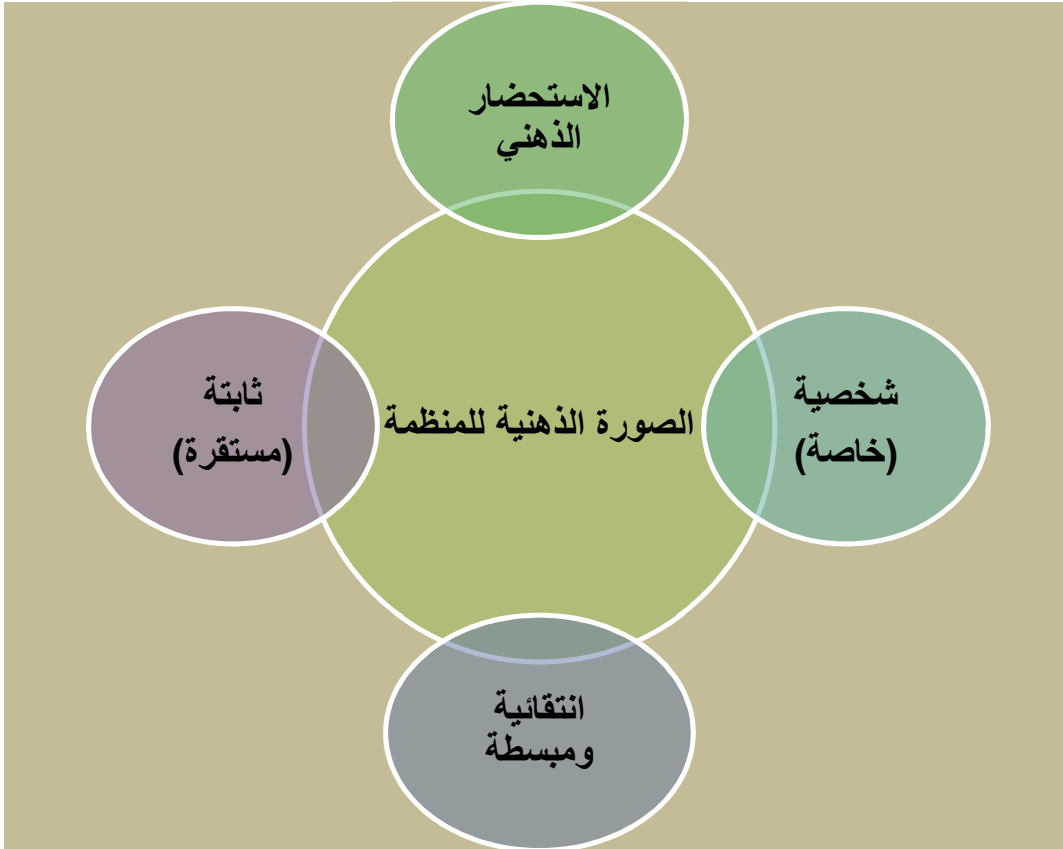 الاستحضار
الذهني
شخصية
(خاصة)
الصورة الذهنية للمنظمة
ثابتة
(مستقرة)
انتقائية
ومبسطة